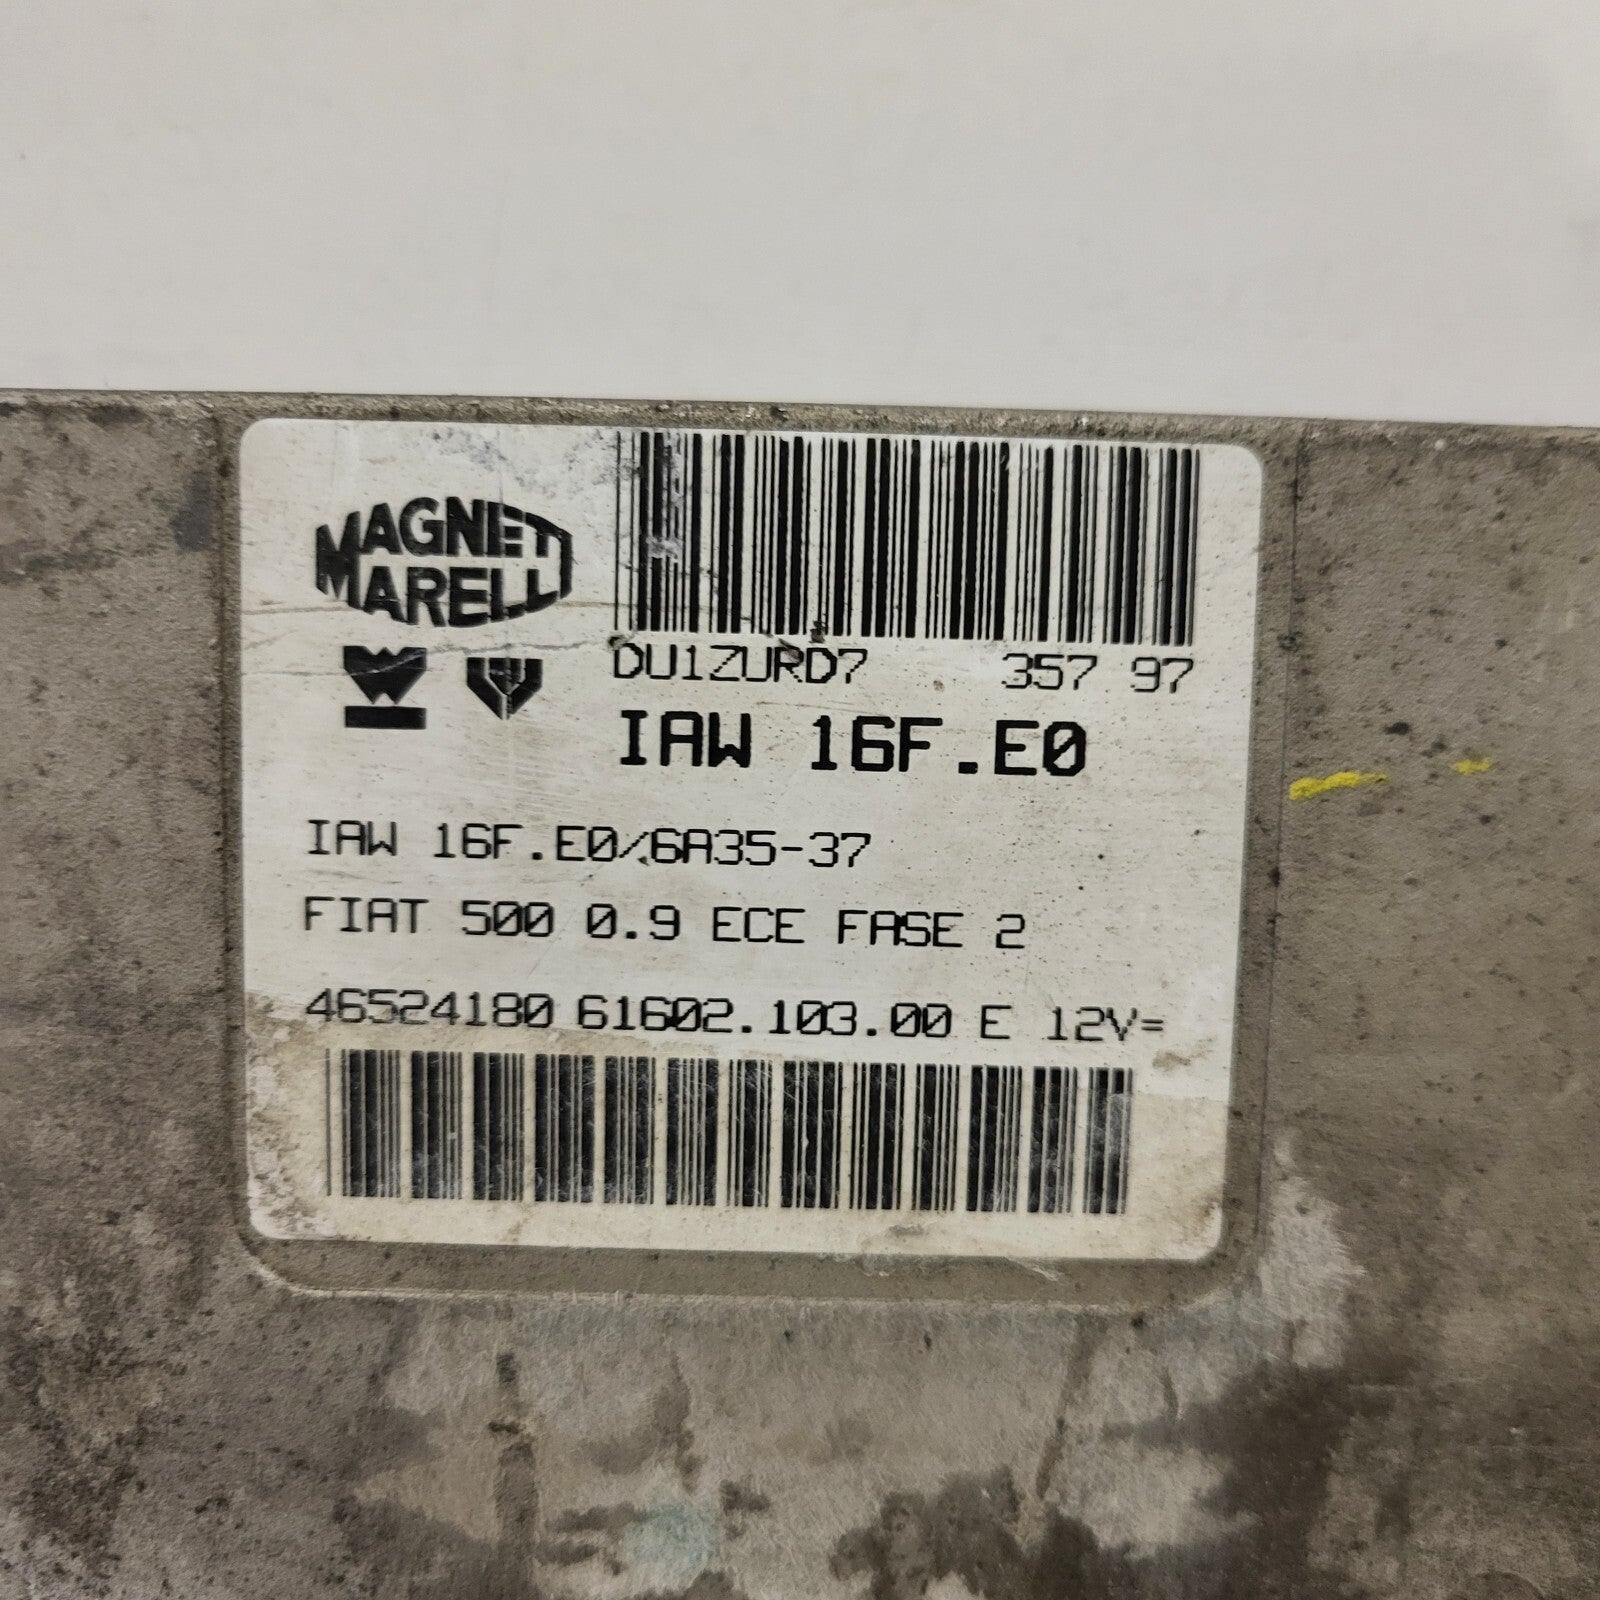 MAGNETI
MARELLI
DU1ZURD7 357 97
IAW 16F.E0
IAW 16F.E0/6A35-37
FIAT 500 0.9 ECE FASE 2
46524180 61602.103.00 E 12V=